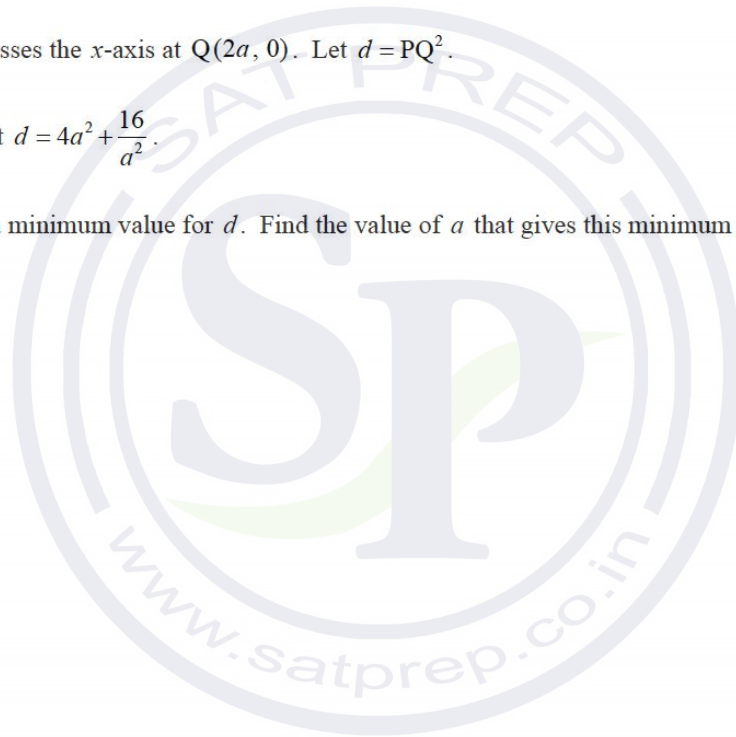 sses the x-axis at Q(2a, 0). Let d = PQ².
t d = 4a² + 16/a².
minimum value for d. Find the value of a that gives this minimum
SAT PREP
SP
www.satprep.co.in